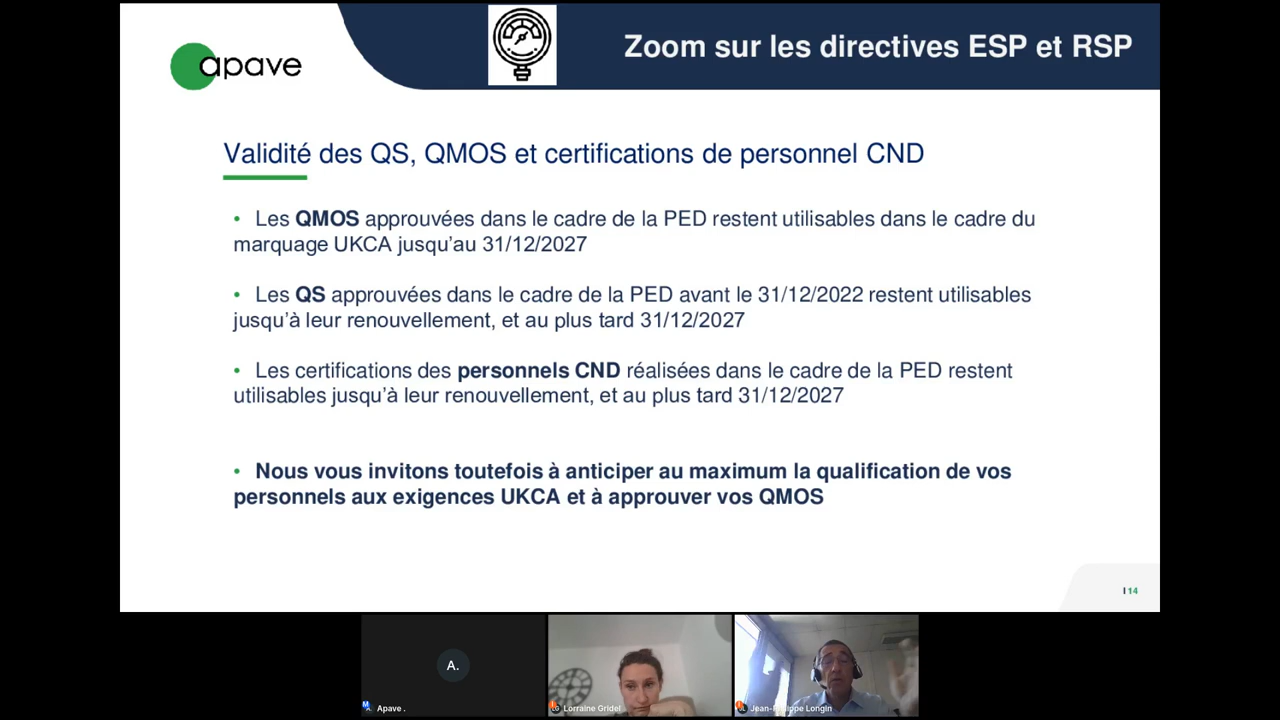 apave
Zoom sur les directives ESP et RSP
Validité des QS, QMOS et certifications de personnel CND
• Les QMOS approuvées dans le cadre de la PED restent utilisables dans le cadre du
marquage UKCA jusqu'au 31/12/2027
• Les QS approuvées dans le cadre de la PED avant le 31/12/2022 restent utilisables
jusqu'à leur renouvellement, et au plus tard 31/12/2027
• Les certifications des personnels CND réalisées dans le cadre de la PED restent
utilisables jusqu'à leur renouvellement, et au plus tard 31/12/2027
• Nous vous invitons toutefois à anticiper au maximum la qualification de vos
personnels aux exigences UKCA et à approuver vos QMOS
I 14
A.
Apave .
Lorraine Gridel
Jean-Philippe Longin